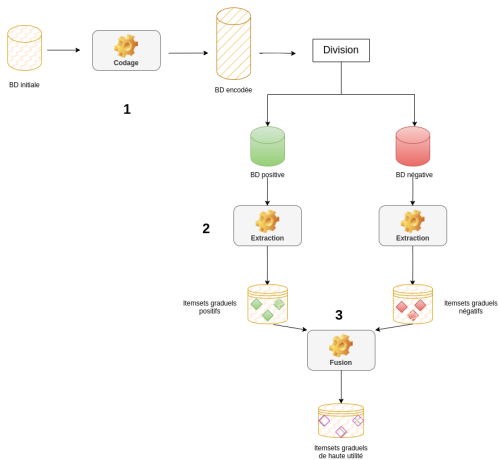 Codage
BD initiale
BD encodée
Division
1
BD positive
BD négative
2
Extraction
Extraction
Itemsets graduels
positifs
Itemsets graduels
négatifs
3
Fusion
Itemsets graduels
de haute utilité